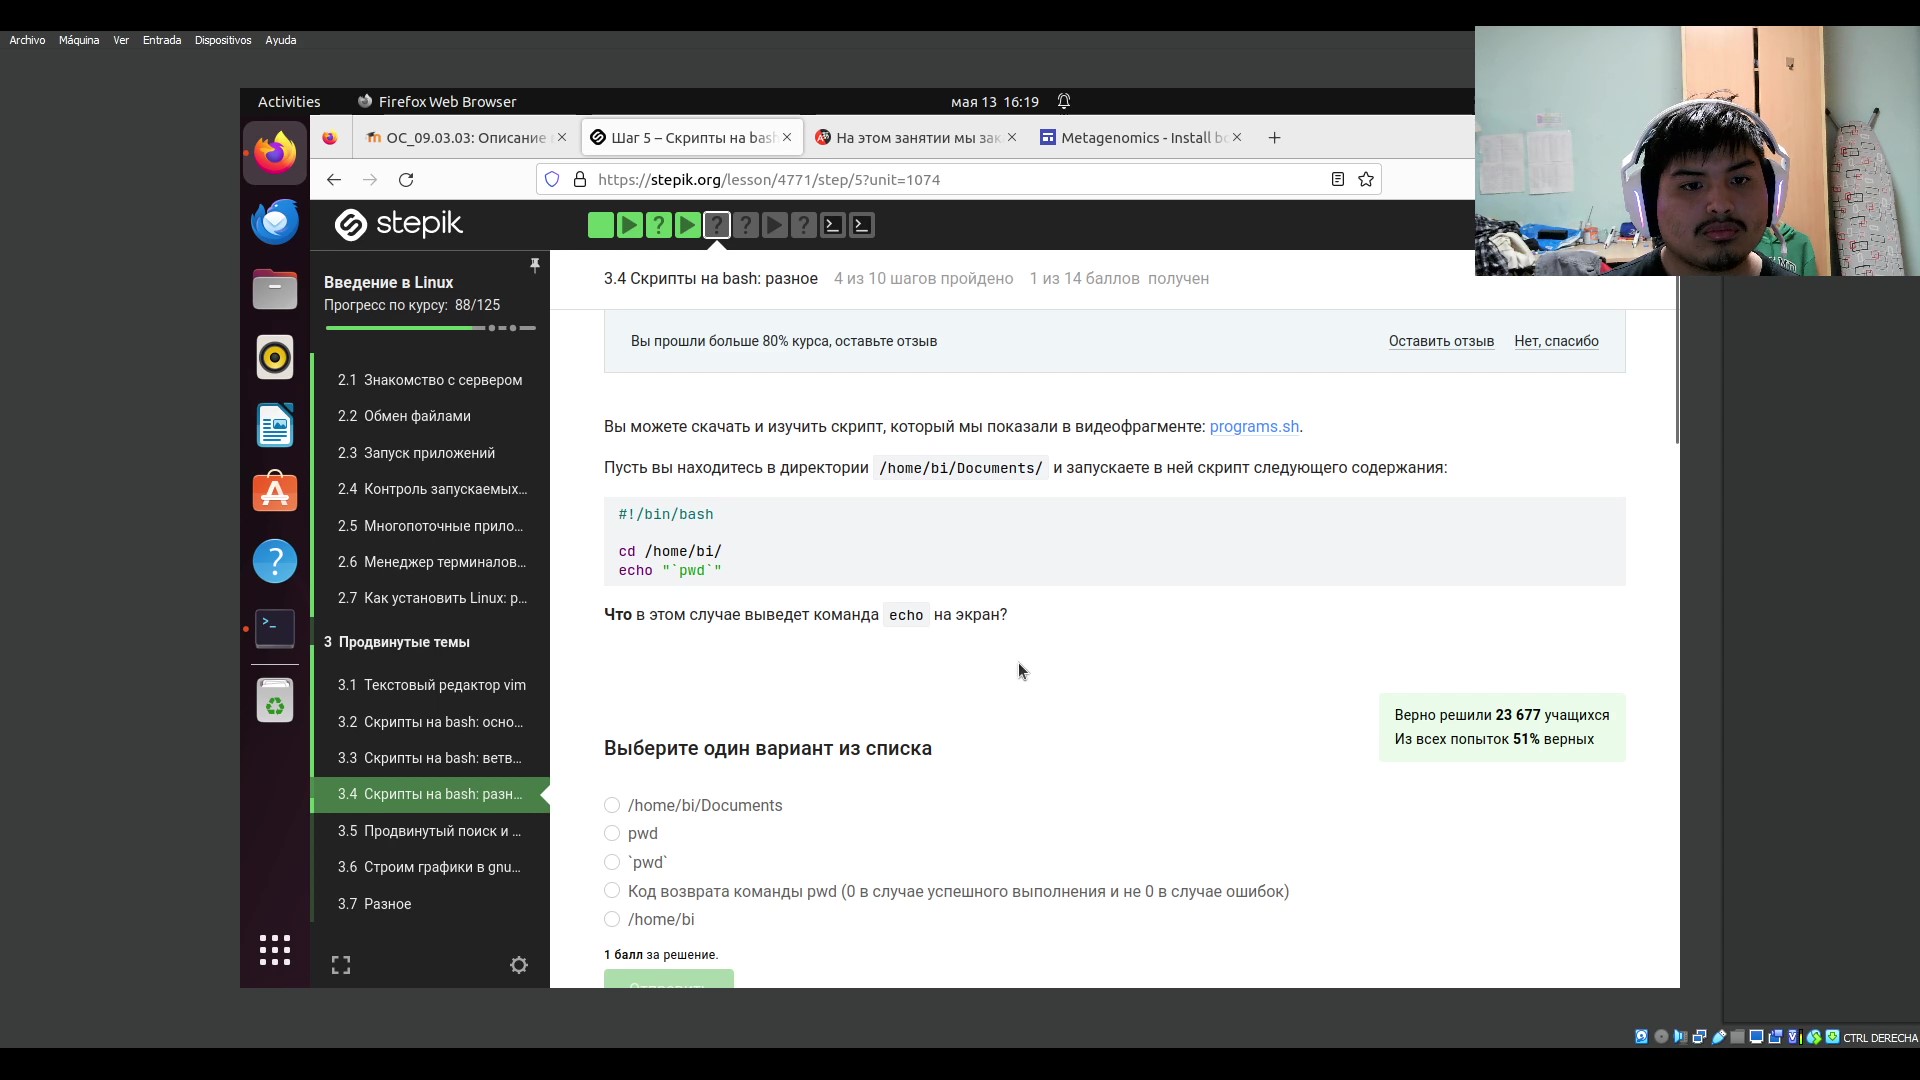 Archivo Máquina Ver Entrada Dispositivos Ayuda
Activities Firefox Web Browser мая 13 16:19
ОС_09.03.03: Описание Шаг 5 – Скрипты на bash На этом занятии мы зак Metagenomics - Install bc
https://stepik.org/lesson/4771/step/5?unit=1074
stepik
Введение в Linux
Прогресс по курсу: 88/125
2.1 Знакомство с сервером
2.2 Обмен файлами
2.3 Запуск приложений
2.4 Контроль запускаемых...
2.5 Многопоточные прило...
2.6 Менеджер терминалов...
2.7 Как установить Linux: р...
3 Продвинутые темы
3.1 Текстовый редактор vim
3.2 Скрипты на bash: осно...
3.3 Скрипты на bash: ветв...
3.4 Скрипты на bash: разн...
3.5 Продвинутый поиск и ...
3.6 Строим графики в gnu...
3.7 Разное
3.4 Скрипты на bash: разное 4 из 10 шагов пройдено 1 из 14 баллов получен
Вы прошли больше 80% курса, оставьте отзыв Оставить отзыв Нет, спасибо
Вы можете скачать и изучить скрипт, который мы показали в видеофрагменте: programs.sh.
Пусть вы находитесь в директории /home/bi/Documents/ и запускаете в ней скрипт следующего содержания:
#!/bin/bash
cd /home/bi/
echo "`pwd`"
Что в этом случае выведет команда echo на экран?
Верно решили 23 677 учащихся
Из всех попыток 51% верных
Выберите один вариант из списка
/home/bi/Documents
pwd
`pwd`
Код возврата команды pwd (0 в случае успешного выполнения и не 0 в случае ошибок)
/home/bi
1 балл за решение.
CTRL DERECHA